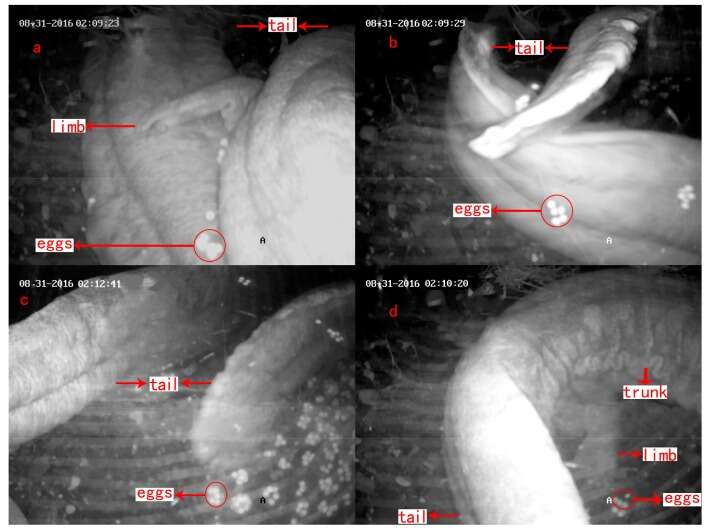 08-31-2016 02:09:23
tail
a
limb
eggs
A
08-31-2016 02:09:29
b
tail
eggs
A
08-31-2016 02:12:41
c
tail
eggs
A
08-31-2016 02:10:20
d
trunk
limb
A
eggs
tail